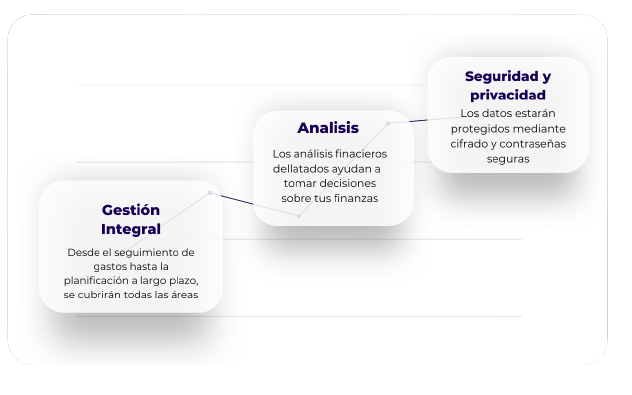 Seguridad y
privacidad
Los datos estarán
protegidos mediante
cifrado y contraseñas
seguras
Analisis
Los análisis finacieros
dellatados ayudan a
tomar decisiones
sobre tus finanzas
Gestión
Integral
Desde el seguimiento de
gastos hasta la
planificación a largo plazo,
se cubrirán todas las áreas